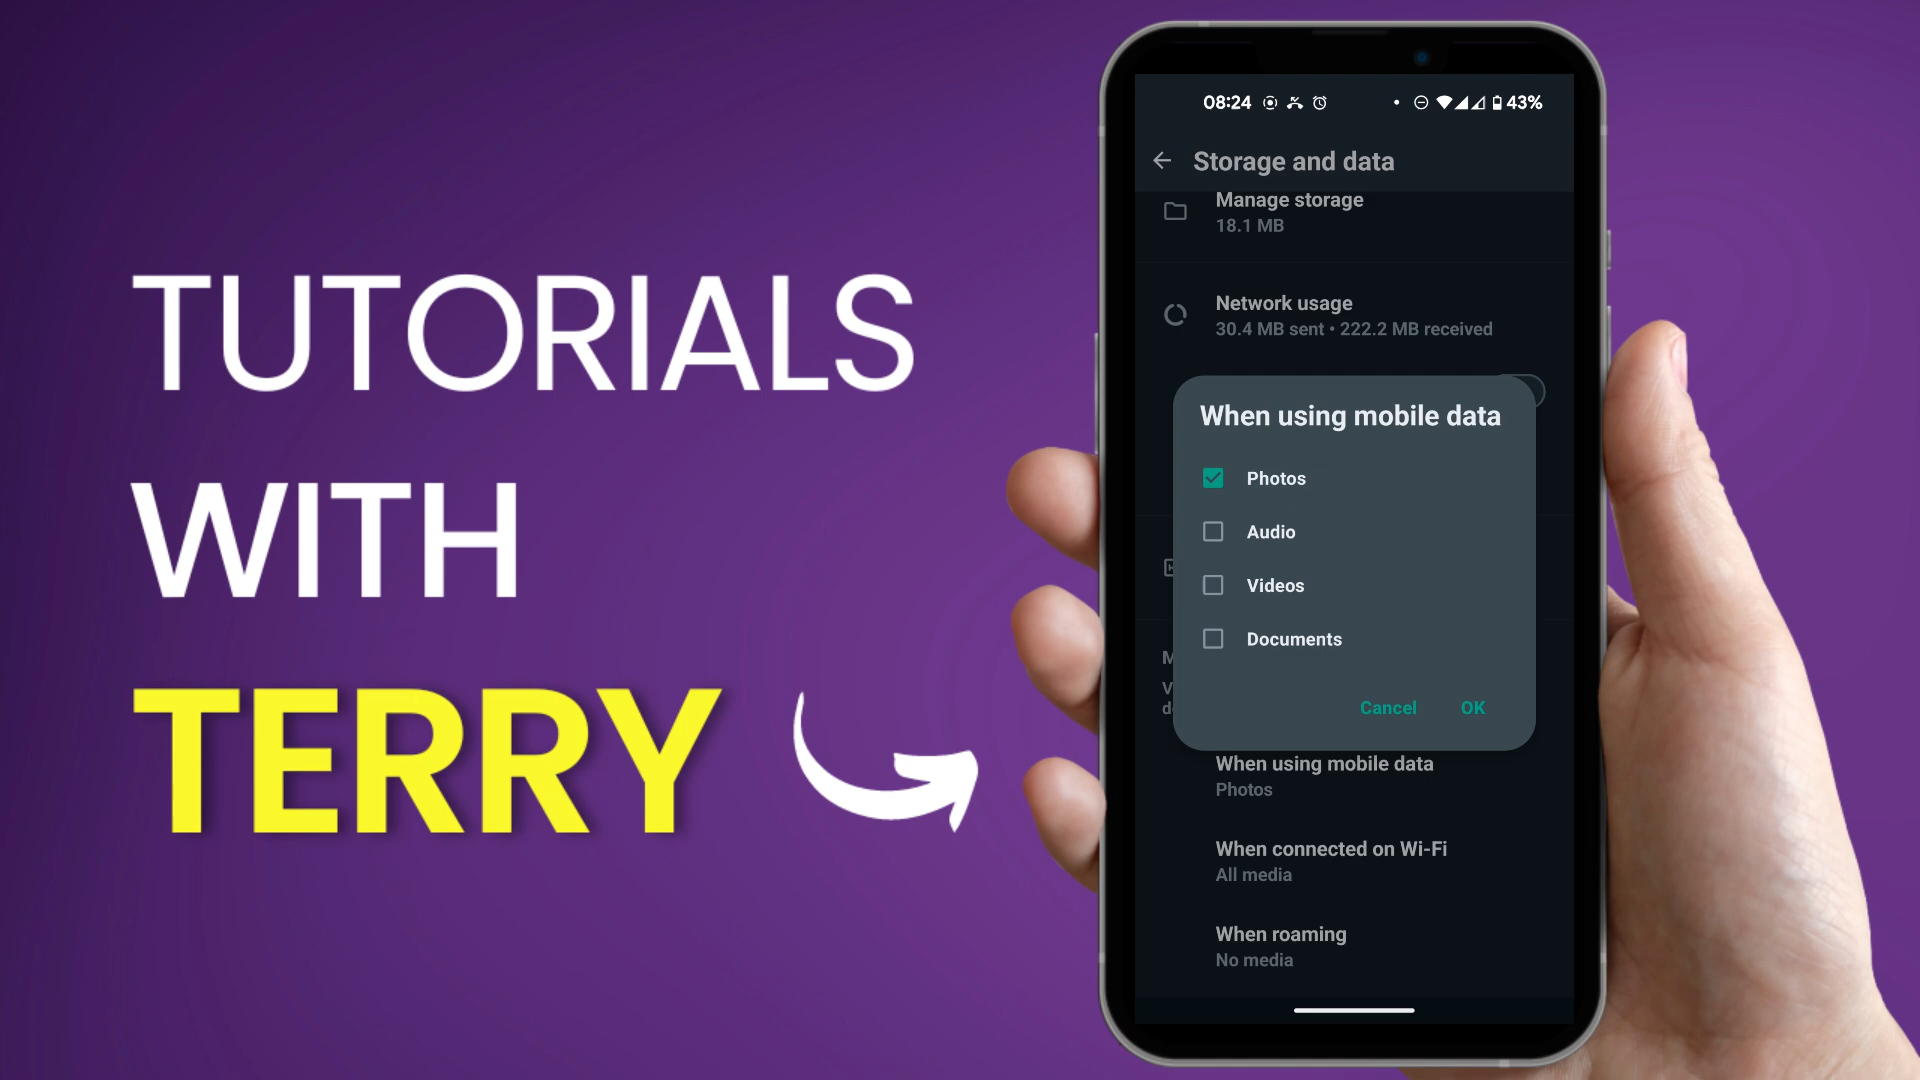 TUTORIALS
WITH
TERRY
08:24
43%
Storage and data
Manage storage
18.1 MB
Network usage
30.4 MB sent • 222.2 MB received
When using mobile data
Photos
Audio
Videos
Documents
Cancel OK
When using mobile data
Photos
When connected on Wi-Fi
All media
When roaming
No media